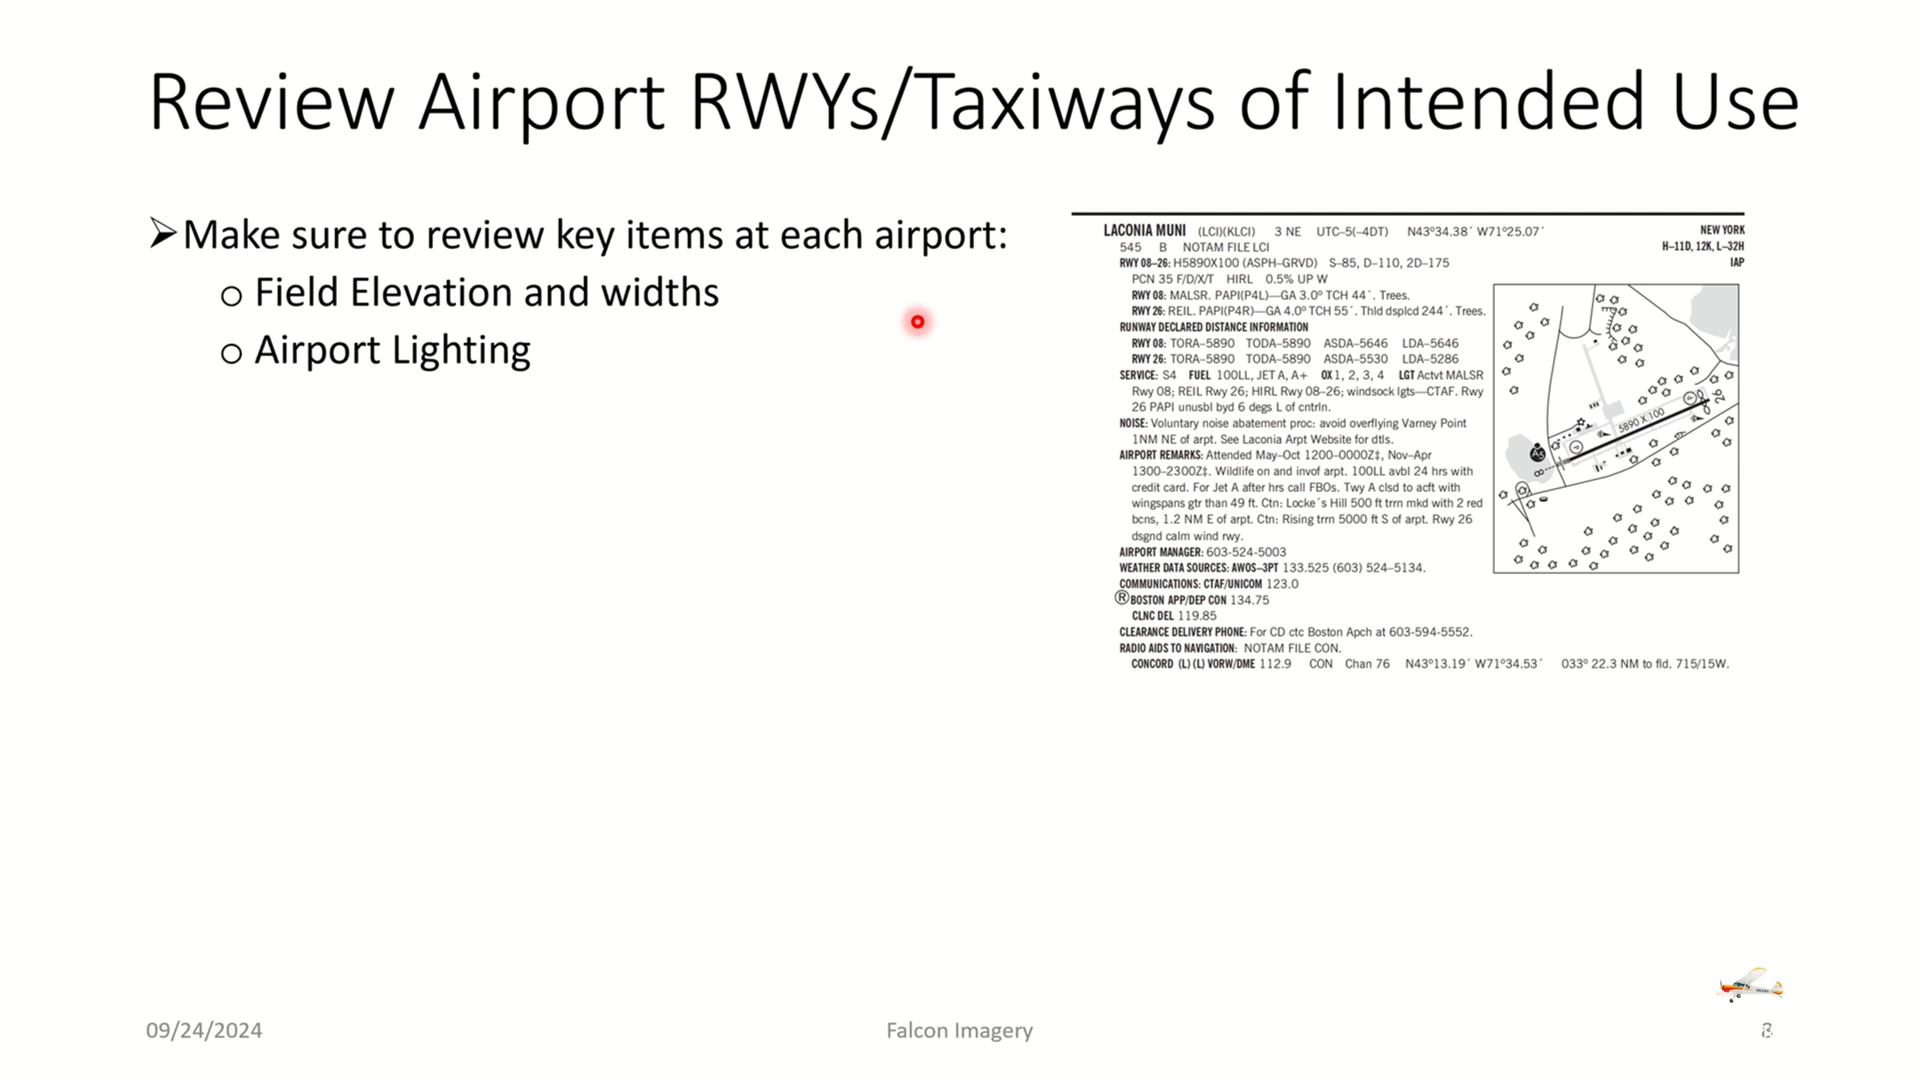 Review Airport RWYs/Taxiways of Intended Use
Make sure to review key items at each airport:
Field Elevation and widths
Airport Lighting
LACONIA MUNI (LCI)(KLCI) 3 NE UTC–5(–4DT) N43º34.38´ W71º25.07´ NEW YORK
545 B NOTAM FILE LCI H–11D, 12K, L–32H
RWY 08–26: H5890X100 (ASPH–GRVD) S–85, D–110, 2D–175 IAP
PCN 35 F/D/X/T HIRL 0.5% UP W
RWY 08: MALSR. PAPI(P4L)—GA 3.0º TCH 44´. Trees.
RWY 26: REIL. PAPI(P4R)—GA 4.0º TCH 55´. Thld dsplcd 244´. Trees.
RUNWAY DECLARED DISTANCE INFORMATION
RWY 08: TORA–5890 TODA–5890 ASDA–5646 LDA–5646
RWY 26: TORA–5890 TODA–5890 ASDA–5530 LDA–5286
SERVICE: S4 FUEL 100LL, JET A, A+ OX 1, 2, 3, 4 LGT Actvt MALSR
Rwy 08; REIL Rwy 26; HIRL Rwy 08–26; windsock lgts—CTAF. Rwy
26 PAPI unusbl byd 6 degs L of cntrln.
NOISE: Voluntary noise abatement proc: avoid overflying Varney Point
1NM NE of arpt. See Laconia Arpt Website for dtls.
AIRPORT REMARKS: Attended May–Oct 1200–0000Z‡, Nov–Apr
1300–2300Z‡. Wildlife on and invof arpt. 100LL avbl 24 hrs with
credit card. For Jet A after hrs call FBOs. Twy A clsd to acft with
wingspans gtr than 49 ft. Ctn: Locke´s Hill 500 ft trrn mkd with 2 red
bcns, 1.2 NM E of arpt. Ctn: Rising trrn 5000 ft S of arpt. Rwy 26
dsgnd calm wind rwy.
AIRPORT MANAGER: 603-524-5003
WEATHER DATA SOURCES: AWOS–3PT 133.525 (603) 524–5134.
COMMUNICATIONS: CTAF/UNICOM 123.0
Ⓡ BOSTON APP/DEP CON 134.75
CLNC DEL 119.85
CLEARANCE DELIVERY PHONE: For CD ctc Boston Apch at 603-594-5552.
RADIO AIDS TO NAVIGATION: NOTAM FILE CON.
CONCORD (L) (L) VORW/DME 112.9 CON Chan 76 N43º13.19´ W71º34.53´ 033º 22.3 NM to fld. 715/15W.
5890 X 100
26
09/24/2024
Falcon Imagery